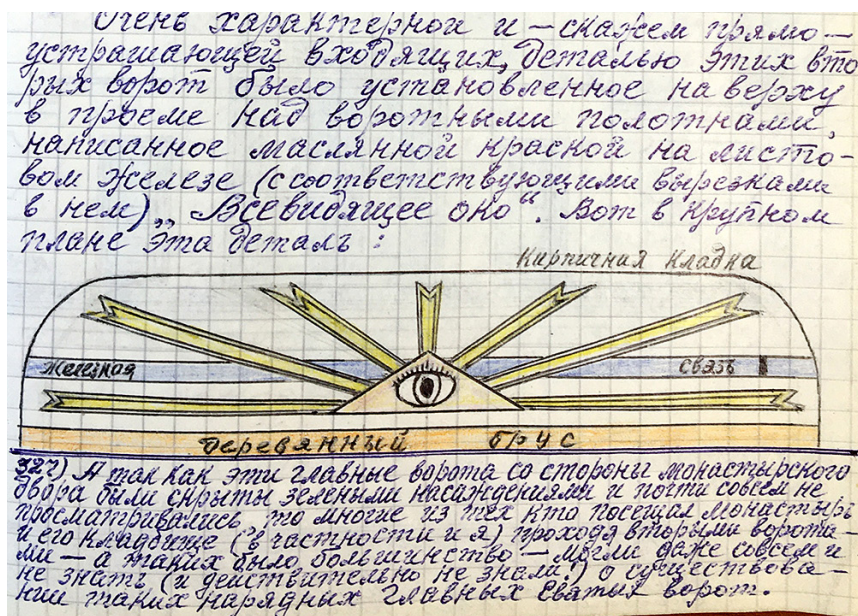 Очень характерной и — скажем прямо —
устрашающей входящих, деталью этих вто
рых ворот было установленное на верху
в проеме над воротными полотнами,
написанное маслянной краской на листо-
вом железе (с соответствующими вырезками
в нем) „Всевидящее око“. Вот в крупном
плане эта деталь:
Кирпичная кладка
Железная связь
деревянный брус
327) А так как эти главные ворота со стороны монастырского
двора были скрыты зелеными насаждениями и почти совсем не
просматривались, то многие из тех кто посещал монастырь
и его кладбище (в частности и я) проходя вторыми ворота-
ми — а таких было большинство — могли даже совсем и
не знать (и действительно не знали!) о существова-
нии таких нарядных главных Святых ворот.